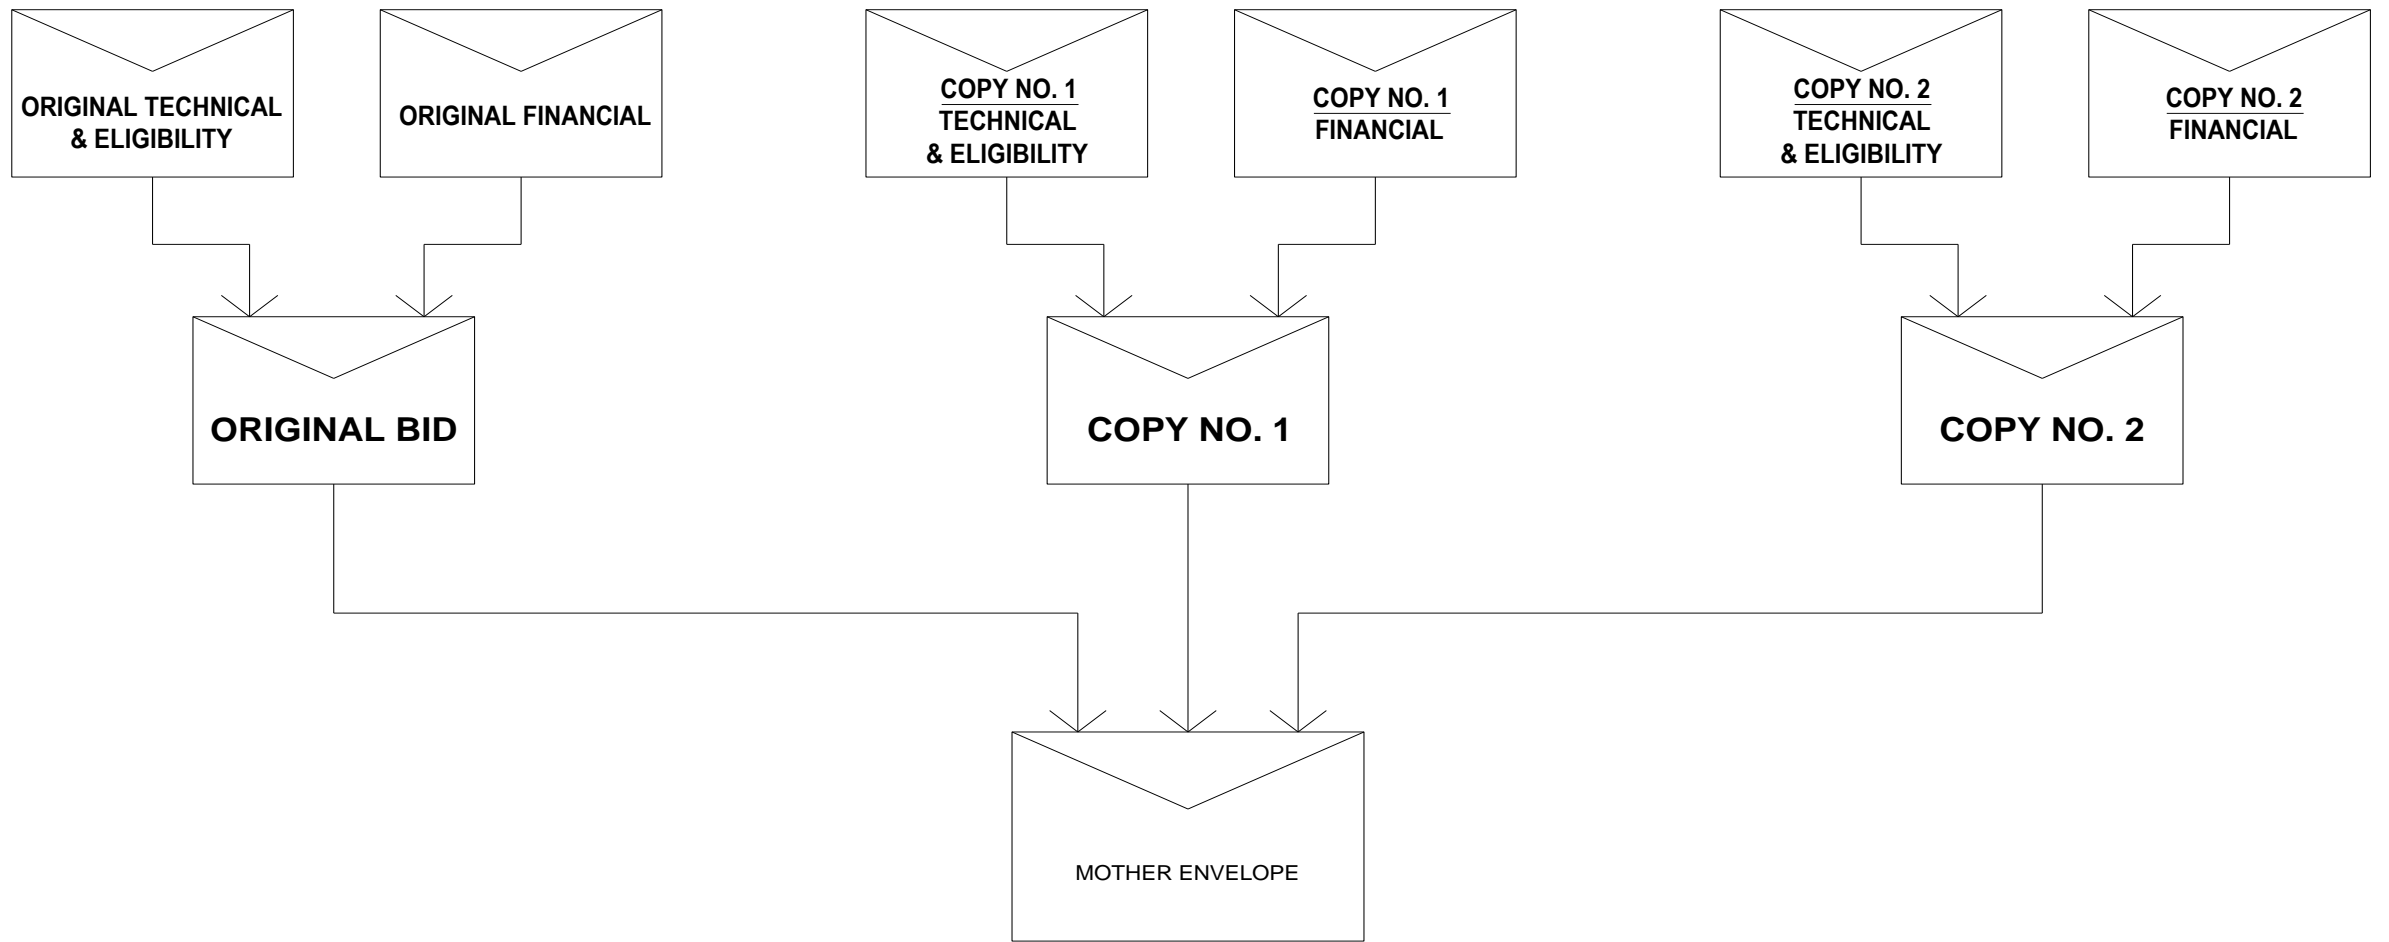 ORIGINAL TECHNICAL
& ELIGIBILITY
ORIGINAL FINANCIAL
COPY NO. 1
TECHNICAL
& ELIGIBILITY
COPY NO. 1
FINANCIAL
COPY NO. 2
TECHNICAL
& ELIGIBILITY
COPY NO. 2
FINANCIAL
ORIGINAL BID
COPY NO. 1
COPY NO. 2
MOTHER ENVELOPE